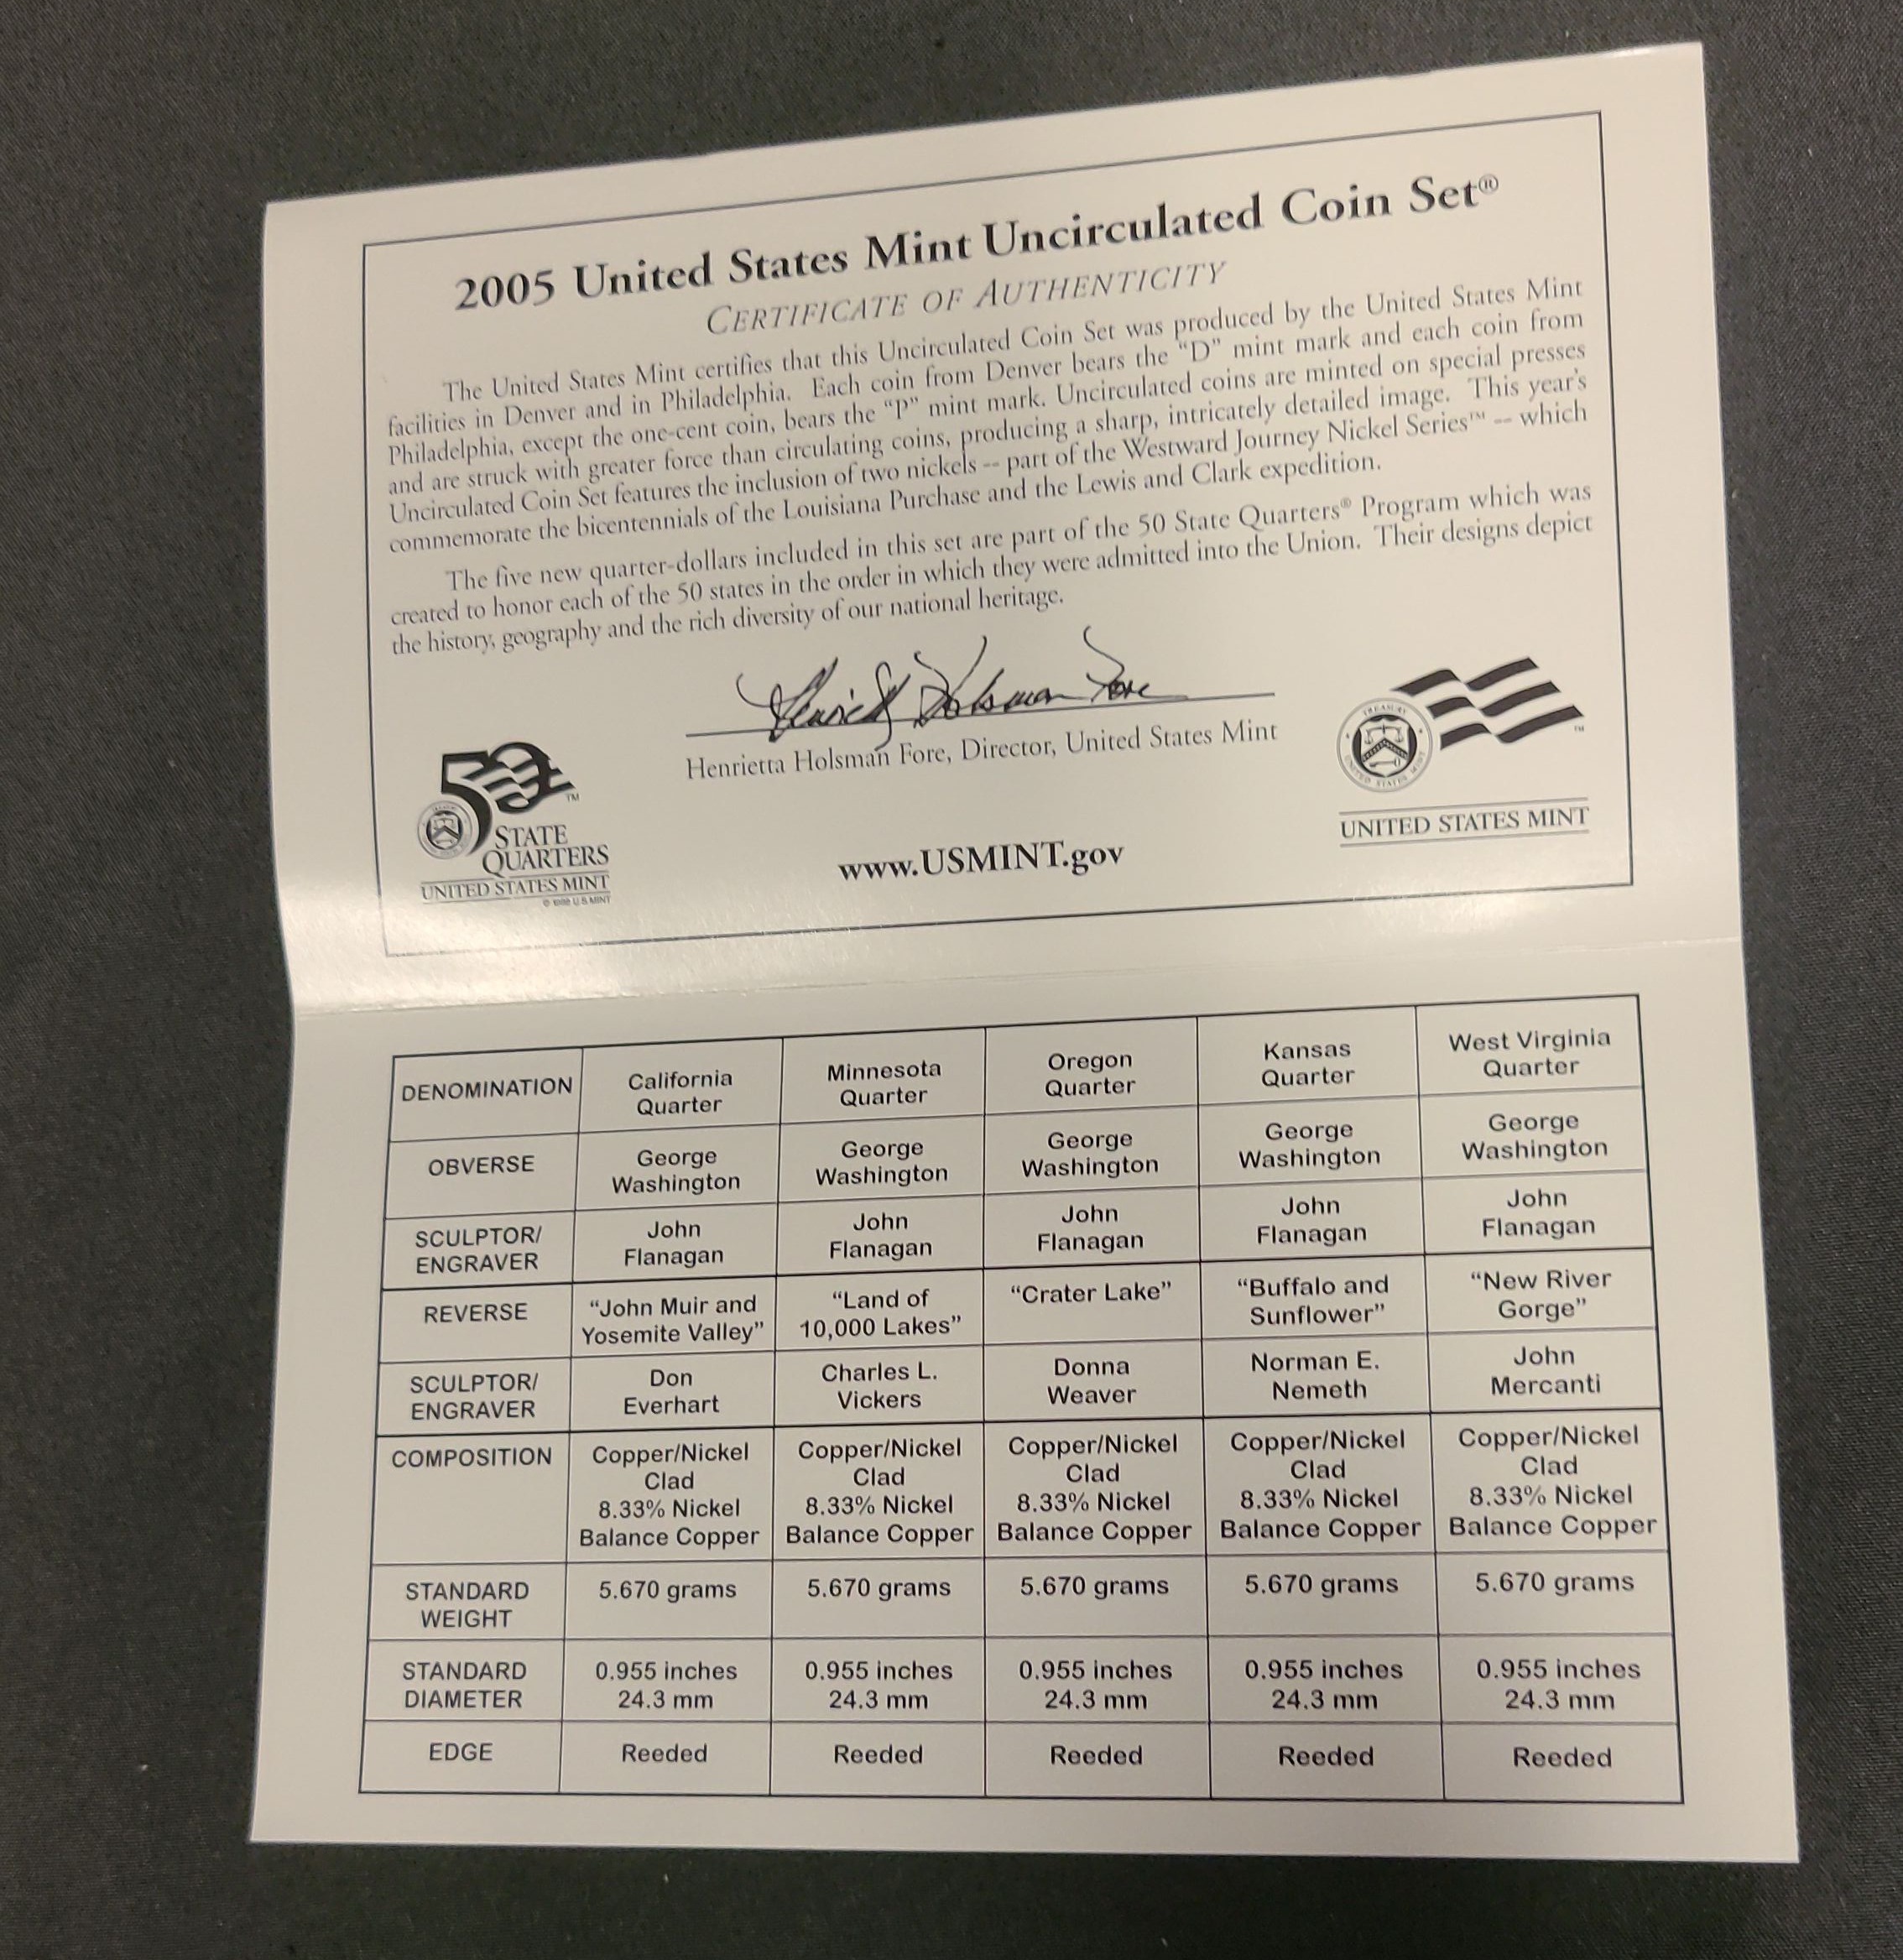 2005 United States Mint Uncirculated Coin Set®
CERTIFICATE OF AUTHENTICITY
The United States Mint certifies that this Uncirculated Coin Set was produced by the United States Mint
facilities in Denver and in Philadelphia. Each coin from Denver bears the “D” mint mark and each coin from
Philadelphia, except the one-cent coin, bears the “P” mint mark. Uncirculated coins are minted on special presses
and are struck with greater force than circulating coins, producing a sharp, intricately detailed image. This year's
Uncirculated Coin Set features the inclusion of two nickels -- part of the Westward Journey Nickel Series™ -- which
commemorate the bicentennials of the Louisiana Purchase and the Lewis and Clark expedition.
The five new quarter-dollars included in this set are part of the 50 State Quarters® Program which was
created to honor each of the 50 states in the order in which they were admitted into the Union. Their designs depict
the history, geography and the rich diversity of our national heritage.
Henrietta Holsman Fore
Henrietta Holsman Fore, Director, United States Mint
50™
STATE
QUARTERS
UNITED STATES MINT
© 1998 U.S. MINT
www.USMINT.gov
TREASURY
UNITED STATES MINT
™
UNITED STATES MINT
DENOMINATION California Quarter Minnesota Quarter Oregon Quarter Kansas Quarter West Virginia Quarter
OBVERSE George Washington George Washington George Washington George Washington George Washington
SCULPTOR/ ENGRAVER John Flanagan John Flanagan John Flanagan John Flanagan John Flanagan
REVERSE “John Muir and Yosemite Valley” “Land of 10,000 Lakes” “Crater Lake” “Buffalo and Sunflower” “New River Gorge”
SCULPTOR/ ENGRAVER Don Everhart Charles L. Vickers Donna Weaver Norman E. Nemeth John Mercanti
COMPOSITION Copper/Nickel Clad 8.33% Nickel Balance Copper Copper/Nickel Clad 8.33% Nickel Balance Copper Copper/Nickel Clad 8.33% Nickel Balance Copper Copper/Nickel Clad 8.33% Nickel Balance Copper Copper/Nickel Clad 8.33% Nickel Balance Copper
STANDARD WEIGHT 5.670 grams 5.670 grams 5.670 grams 5.670 grams 5.670 grams
STANDARD DIAMETER 0.955 inches 24.3 mm 0.955 inches 24.3 mm 0.955 inches 24.3 mm 0.955 inches 24.3 mm 0.955 inches 24.3 mm
EDGE Reeded Reeded Reeded Reeded Reeded